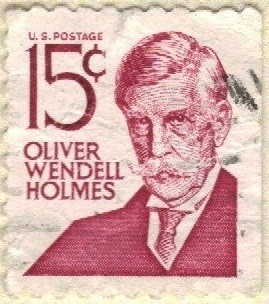 U.S. POSTAGE
15¢
OLIVER
WENDELL
HOLMES